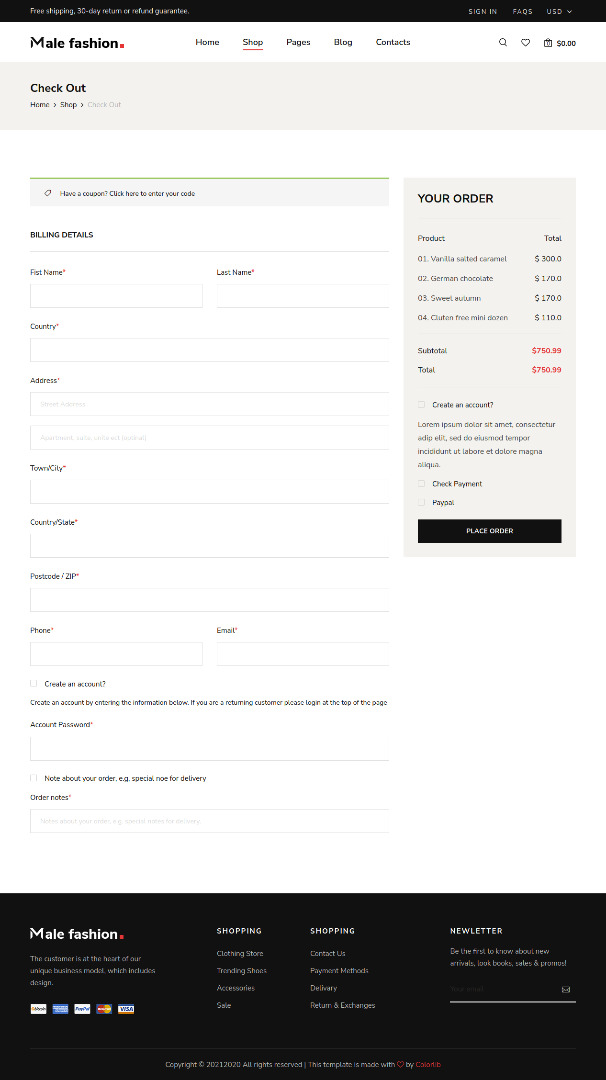 Free shipping, 30-day return or refund guarantee.
SIGN IN FAQS USD
Male fashion.
Home Shop Pages Blog Contacts
0 $0.00
Check Out
Home Shop Check Out
Have a coupon? Click here to enter your code
BILLING DETAILS
Fist Name* Last Name*
Country*
Address*
Street Address
Apartment, suite, unite ect (optinal)
Town/City*
Country/State*
Postcode / ZIP*
Phone* Email*
Create an account?
Create an account by entering the information below. If you are a returning customer please login at the top of the page
Account Password*
Note about your order, e.g, special noe for delivery
Order notes*
Notes about your order, e.g. special notes for delivery.
YOUR ORDER
Product Total
01. Vanilla salted caramel $ 300.0
02. German chocolate $ 170.0
03. Sweet autumn $ 170.0
04. Cluten free mini dozen $ 110.0
Subtotal $750.99
Total $750.99
Create an account?
Lorem ipsum dolor sit amet, consectetur
adip elit, sed do eiusmod tempor
incididunt ut labore et dolore magna
aliqua.
Check Payment
Paypal
PLACE ORDER
Male fashion.
The customer is at the heart of our
unique business model, which includes
design.
PayPal VISA
SHOPPING
Clothing Store
Trending Shoes
Accessories
Sale
SHOPPING
Contact Us
Payment Methods
Delivary
Return & Exchanges
NEWLETTER
Be the first to know about new
arrivals, look books, sales & promos!
Your email
Copyright © 20212020 All rights reserved | This template is made with ♡ by Colorlib